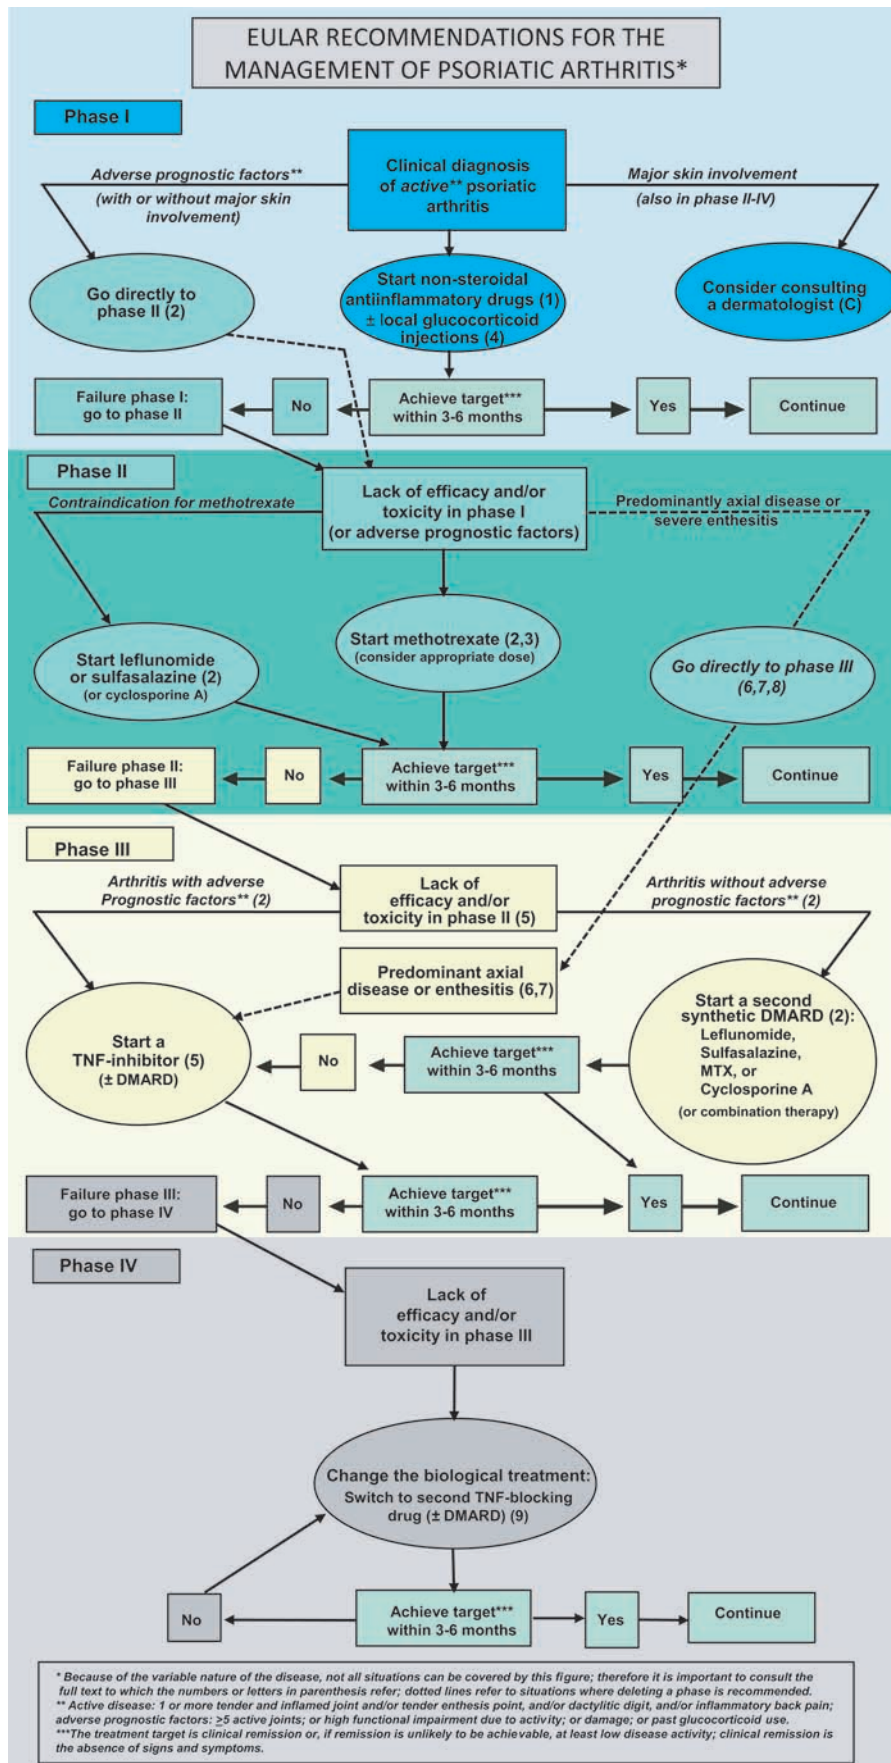 EULAR RECOMMENDATIONS FOR THE
MANAGEMENT OF PSORIATIC ARTHRITIS*
Phase I
Adverse prognostic factors**
(with or without major skin
involvement)
Clinical diagnosis
of active** psoriatic
arthritis
Major skin involvement
(also in phase II-IV)
Go directly to
phase II (2)
Start non-steroidal
antiinflammatory drugs (1)
± local glucocorticoid
injections (4)
Consider consulting
a dermatologist (C)
Failure phase I:
go to phase II
No
Achieve target***
within 3-6 months
Yes
Continue
Phase II
Contraindication for methotrexate
Lack of efficacy and/or
toxicity in phase I
(or adverse prognostic factors)
Predominantly axial disease or
severe enthesitis
Start leflunomide
or sulfasalazine (2)
(or cyclosporine A)
Start methotrexate (2,3)
(consider appropriate dose)
Go directly to phase III
(6,7,8)
Failure phase II:
go to phase III
No
Achieve target***
within 3-6 months
Yes
Continue
Phase III
Arthritis with adverse
Prognostic factors** (2)
Lack of
efficacy and/or
toxicity in phase II (5)
Arthritis without adverse
prognostic factors** (2)
Predominant axial
disease or enthesitis (6,7)
Start a
TNF-inhibitor (5)
(± DMARD)
No
Achieve target***
within 3-6 months
Start a second
synthetic DMARD (2):
Leflunomide,
Sulfasalazine,
MTX, or
Cyclosporine A
(or combination therapy)
Failure phase III:
go to phase IV
No
Achieve target***
within 3-6 months
Yes
Continue
Phase IV
Lack of
efficacy and/or
toxicity in phase III
Change the biological treatment:
Switch to second TNF-blocking
drug (± DMARD) (9)
No
Achieve target***
within 3-6 months
Yes
Continue
* Because of the variable nature of the disease, not all situations can be covered by this figure; therefore it is important to consult the
full text to which the numbers or letters in parenthesis refer; dotted lines refer to situations where deleting a phase is recommended.
** Active disease: 1 or more tender and inflamed joint and/or tender enthesis point, and/or dactylitic digit, and/or inflammatory back pain;
adverse prognostic factors: ≥5 active joints; or high functional impairment due to activity; or damage; or past glucocorticoid use.
***The treatment target is clinical remission or, if remission is unlikely to be achievable, at least low disease activity; clinical remission is
the absence of signs and symptoms.